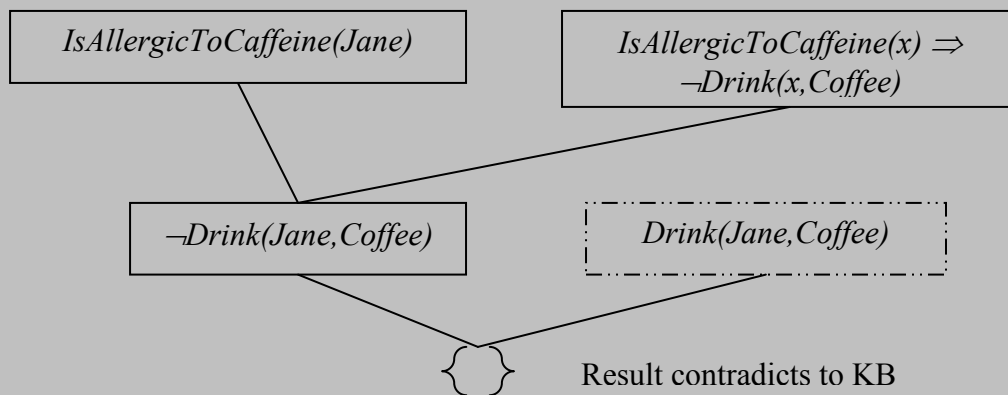 IsAllergicToCaffeine(Jane)
IsAllergicToCaffeine(x) ⇒
¬Drink(x,Coffee)
¬Drink(Jane,Coffee)
Drink(Jane,Coffee)
{}
Result contradicts to KB